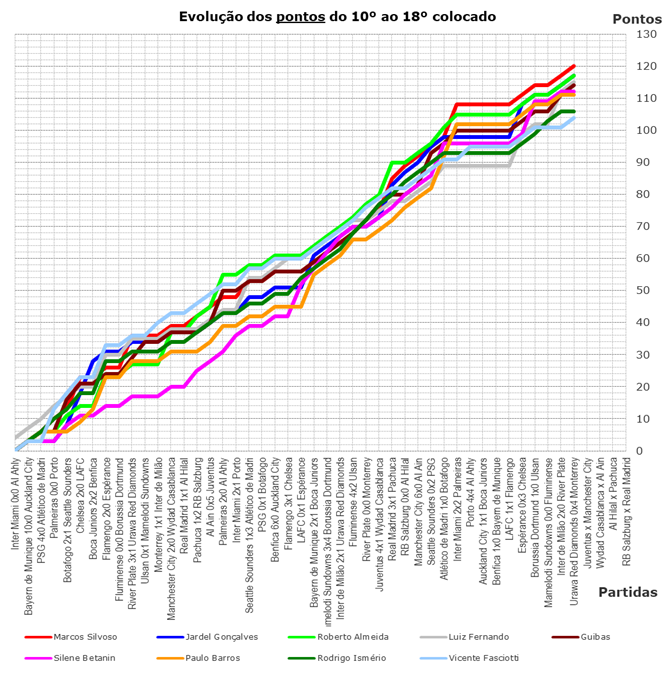 Evolução dos pontos do 10º ao 18º colocado
Pontos
130
120
110
100
90
80
70
60
50
40
30
20
10
0
Inter Miami 0x0 Al Ahly
Bayern de Munique 10x0 Auckland City
PSG 4x0 Atlético de Madri
Palmeiras 0x0 Porto
Botafogo 2x1 Seattle Sounders
Chelsea 2x0 LAFC
Boca Juniors 2x2 Benfica
Flamengo 2x0 Espérance
Fluminense 0x0 Borussia Dortmund
River Plate 3x1 Urawa Red Diamonds
Ulsan 0x1 Mamelodi Sundowns
Monterrey 1x1 Inter de Milão
Manchester City 2x0 Wydad Casablanca
Real Madrid 1x1 Al Hilal
Pachuca 1x2 RB Salzburg
Al Ain 0x5 Juventus
Palmeiras 2x0 Al Ahly
Inter Miami 2x1 Porto
Seattle Sounders 1x3 Atlético de Madri
PSG 0x1 Botafogo
Benfica 6x0 Auckland City
Flamengo 3x1 Chelsea
LAFC 0x1 Espérance
Bayern de Munique 2x1 Boca Juniors
amelodi Sundowns 3x4 Borussia Dortmund
Inter de Milão 2x1 Urawa Red Diamonds
Fluminense 4x2 Ulsan
River Plate 0x0 Monterrey
Juventus 4x1 Wydad Casablanca
Real Madrid 3x1 Pachuca
RB Salzburg 0x0 Al Hilal
Manchester City 6x0 Al Ain
Seattle Sounders 0x2 PSG
Atlético de Madri 1x0 Botafogo
Inter Miami 2x2 Palmeiras
Porto 4x4 Al Ahly
Auckland City 1x1 Boca Juniors
Benfica 1x0 Bayern de Munique
LAFC 1x1 Flamengo
Espérance 0x3 Chelsea
Borussia Dortmund 1x0 Ulsan
Mamelodi Sundowns 0x0 Fluminense
Inter de Milão 2x0 River Plate
Urawa Red Diamonds 0x4 Monterrey
Juventus x Manchester City
Wydad Casablanca x Al Ain
Al Hilal x Pachuca
RB Salzburg x Real Madrid
Partidas
Marcos Silvoso
Jardel Gonçalves
Roberto Almeida
Luiz Fernando
Guibas
Silene Betanin
Paulo Barros
Rodrigo Ismério
Vicente Fasciotti